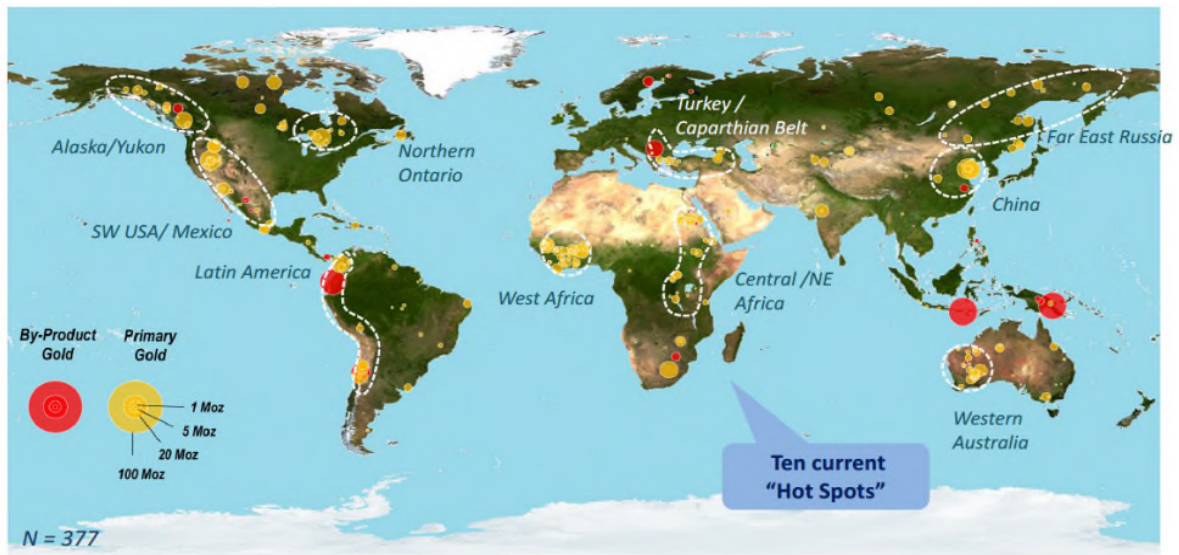 Turkey /
Caparthian Belt
Alaska/Yukon
Northern
Ontario
Far East Russia
China
SW USA/ Mexico
Latin America
West Africa
Central /NE
Africa
By-Product
Gold
Primary
Gold
1 Moz
5 Moz
20 Moz
100 Moz
Western
Australia
Ten current
“Hot Spots”
N = 377